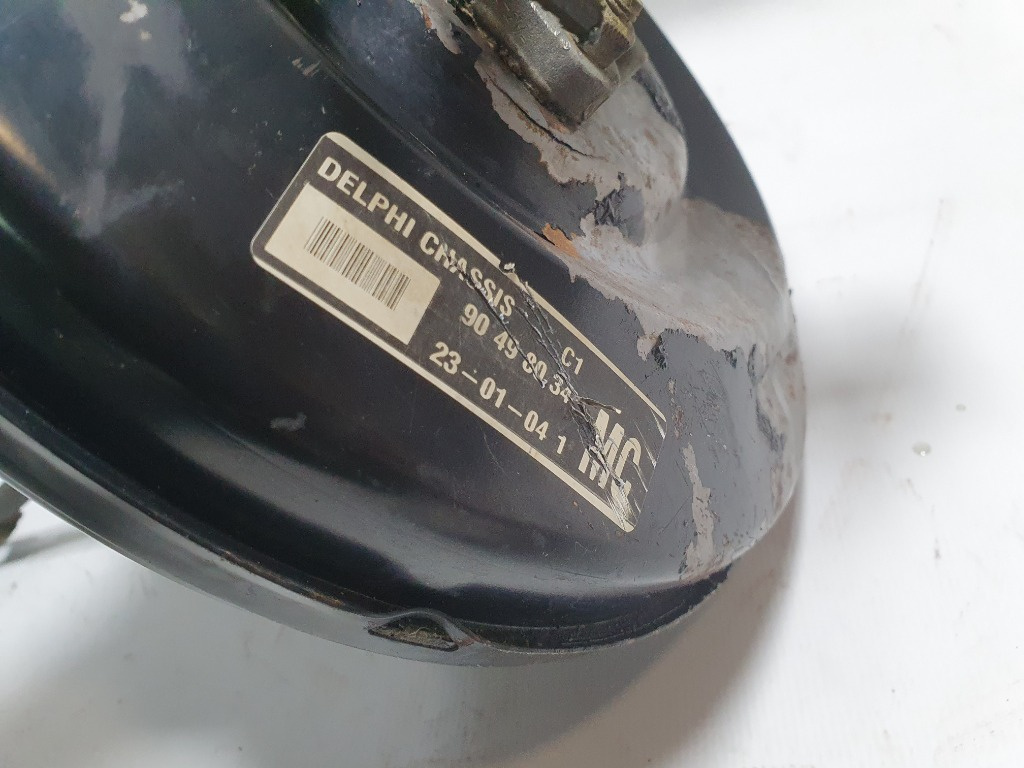 DELPHI CHASSIS
C1
90 49 80 34
23-01-04 1
MC